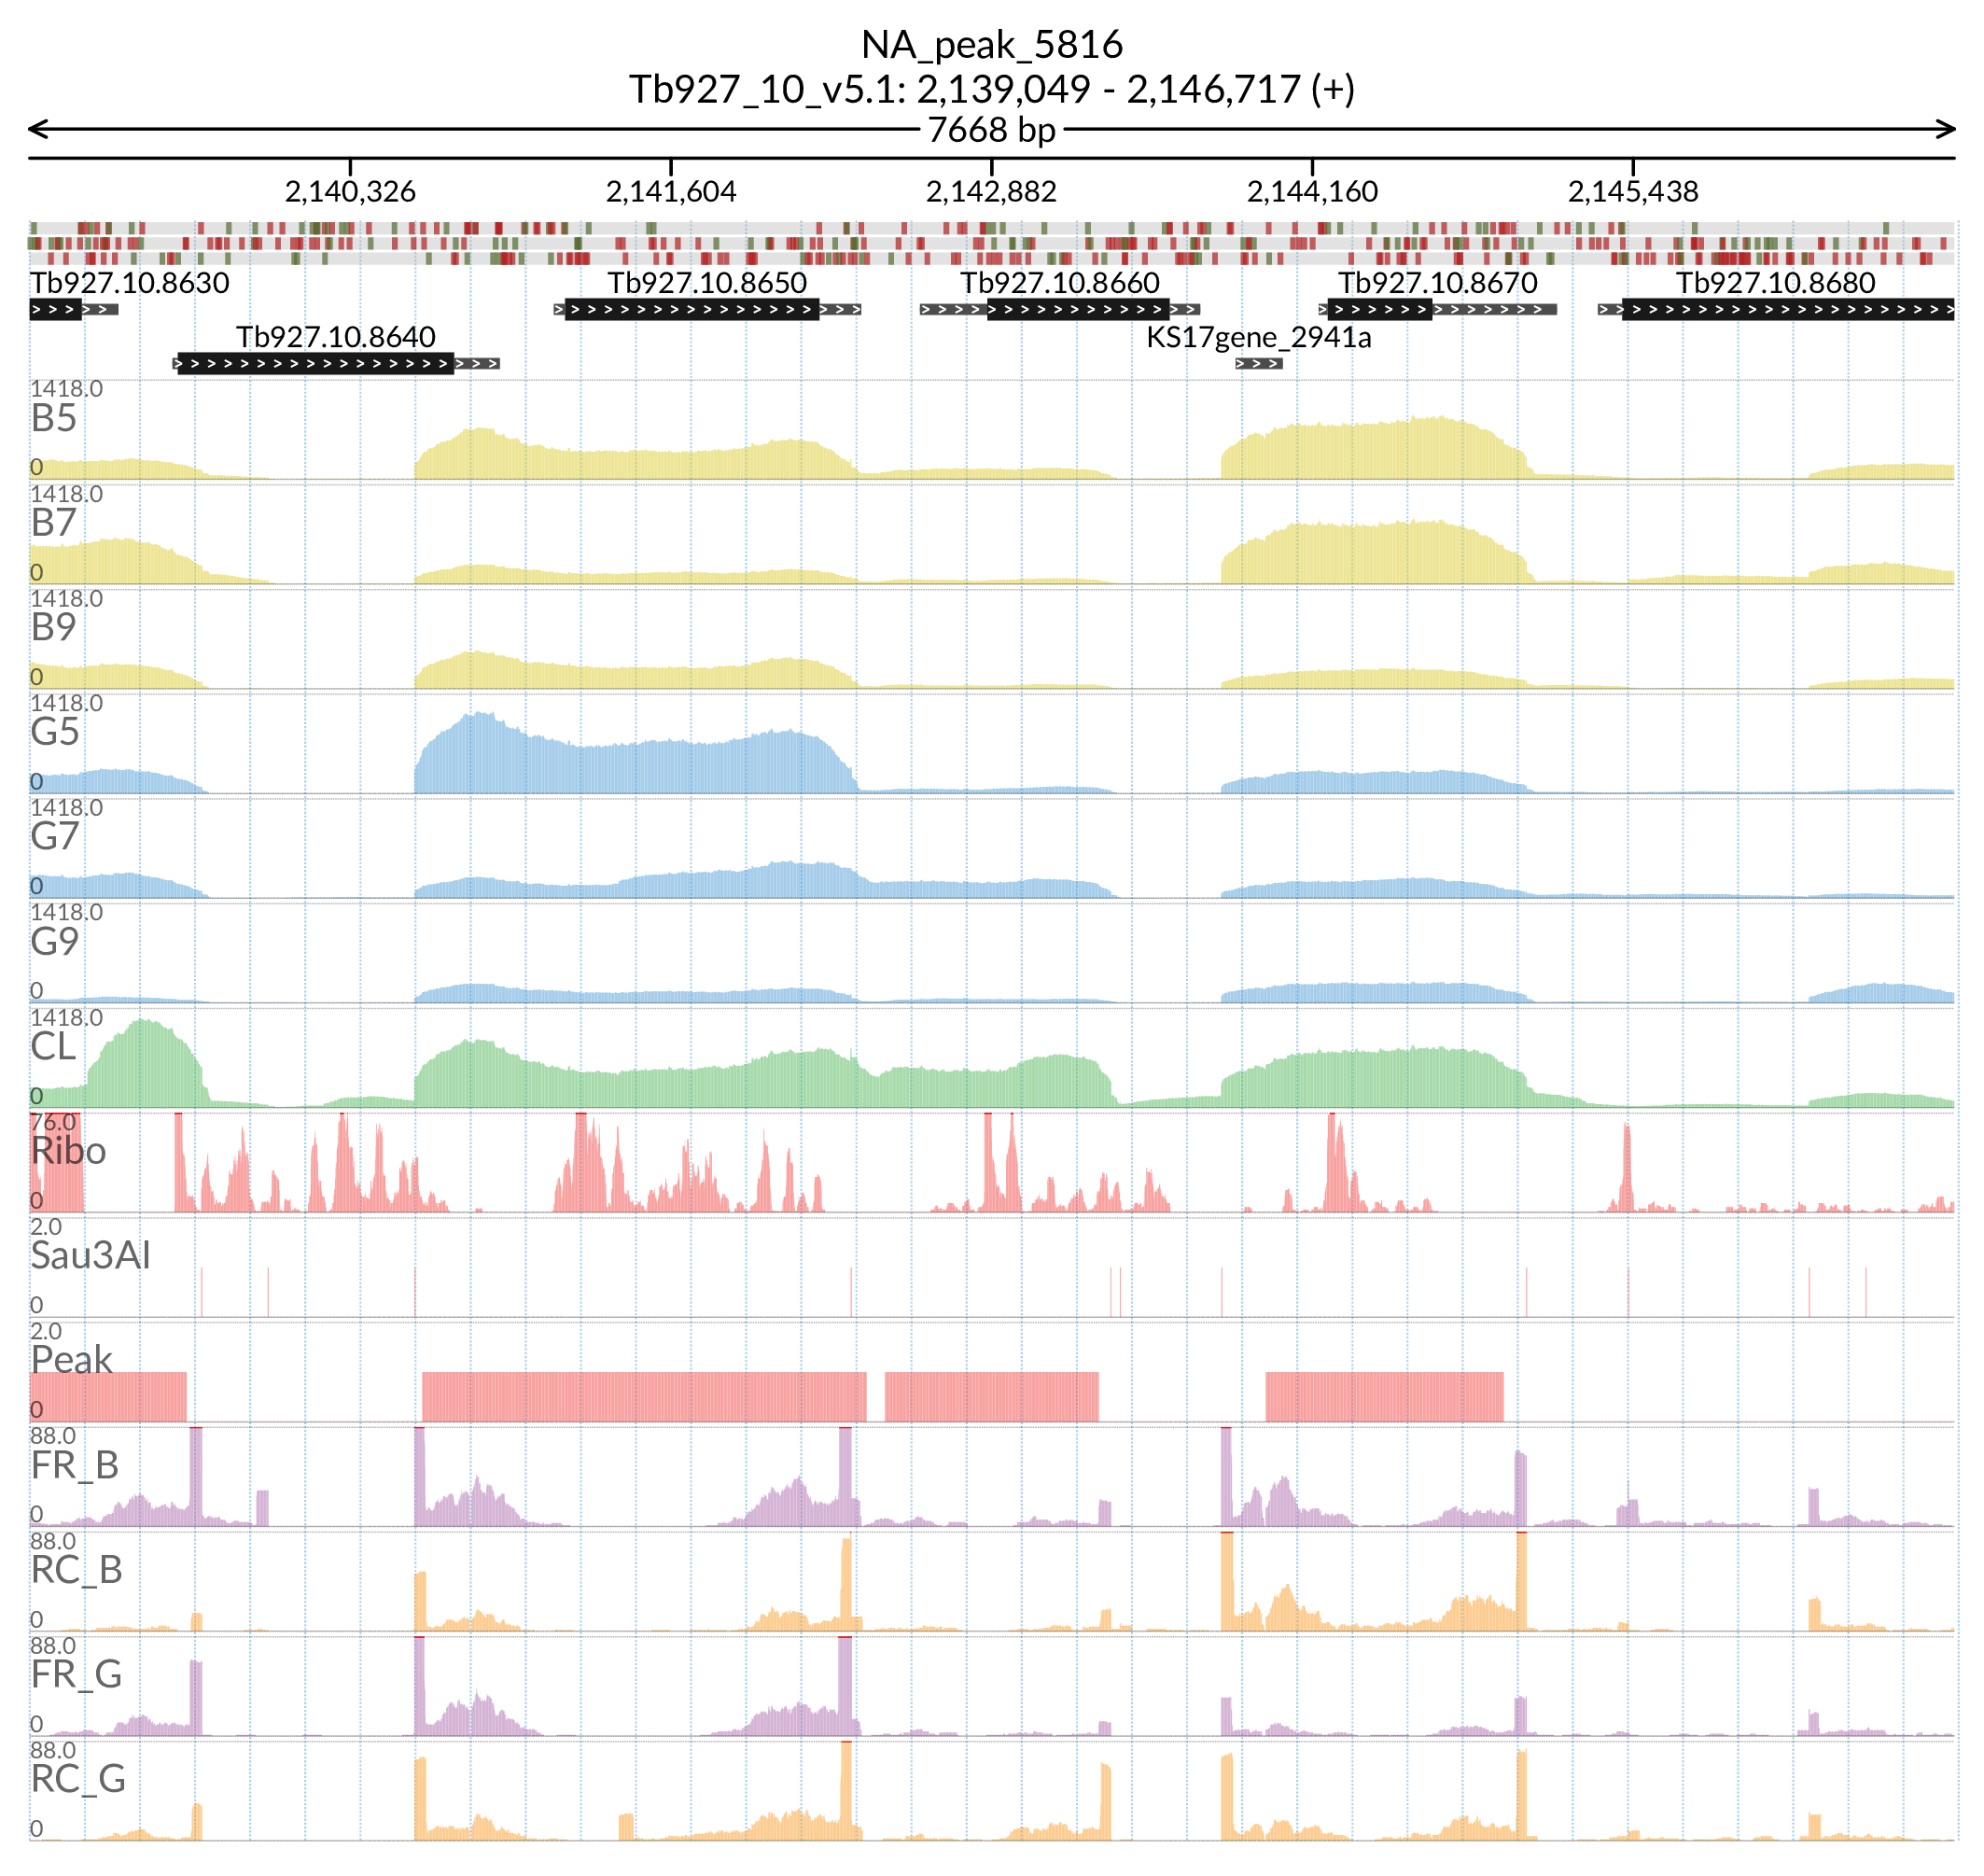 NA_peak_5816
Tb927_10_v5.1: 2,139,049 - 2,146,717 (+)
7668 bp
2,140,326 2,141,604 2,142,882 2,144,160 2,145,438
Tb927.10.8630 Tb927.10.8650 Tb927.10.8660 Tb927.10.8670 Tb927.10.8680
Tb927.10.8640 KS17gene_2941a
1418.0
B5
0
1418.0
B7
0
1418.0
B9
0
1418.0
G5
0
1418.0
G7
0
1418.0
G9
0
1418.0
CL
0
76.0
Ribo
0
2.0
Sau3AI
0
2.0
Peak
0
88.0
FR_B
0
88.0
RC_B
0
88.0
FR_G
0
88.0
RC_G
0